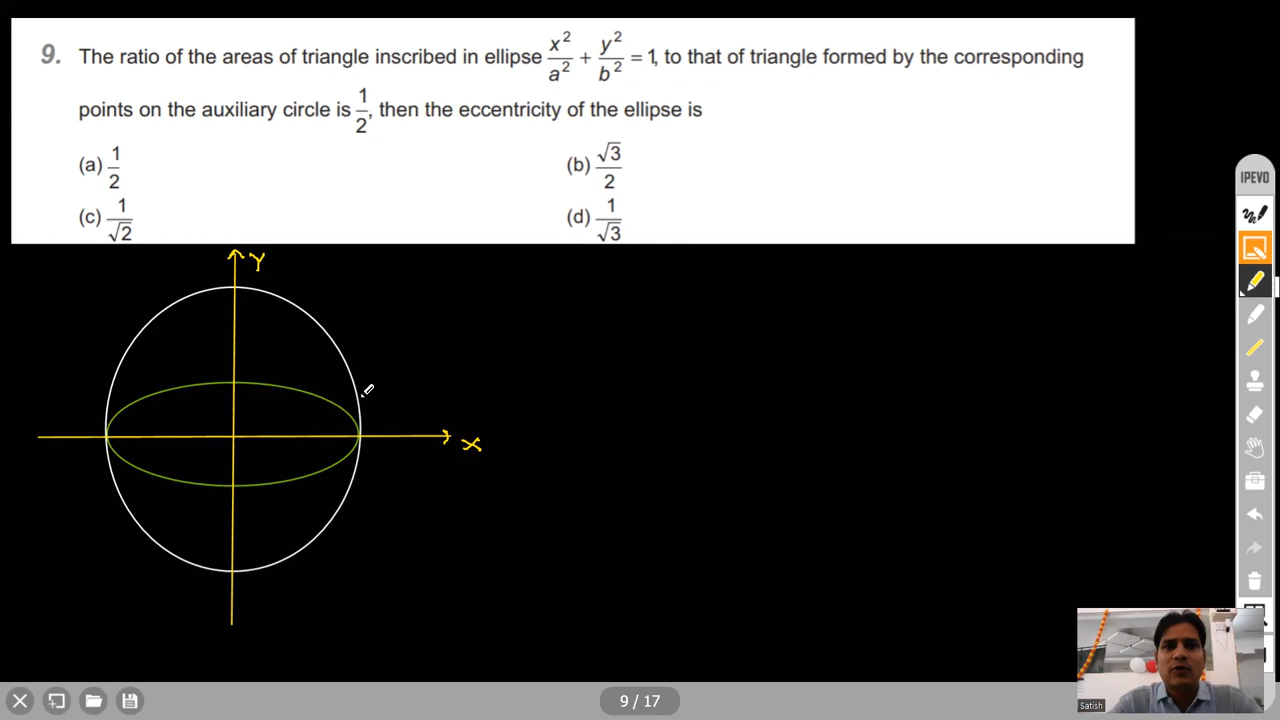 9. The ratio of the areas of triangle inscribed in ellipse x²/a² + y²/b² = 1, to that of triangle formed by the corresponding
points on the auxiliary circle is 1/2, then the eccentricity of the ellipse is
(a) 1/2 (b) √3/2
(c) 1/√2 (d) 1/√3
Y
X
IPEVO
9 / 17
Satish